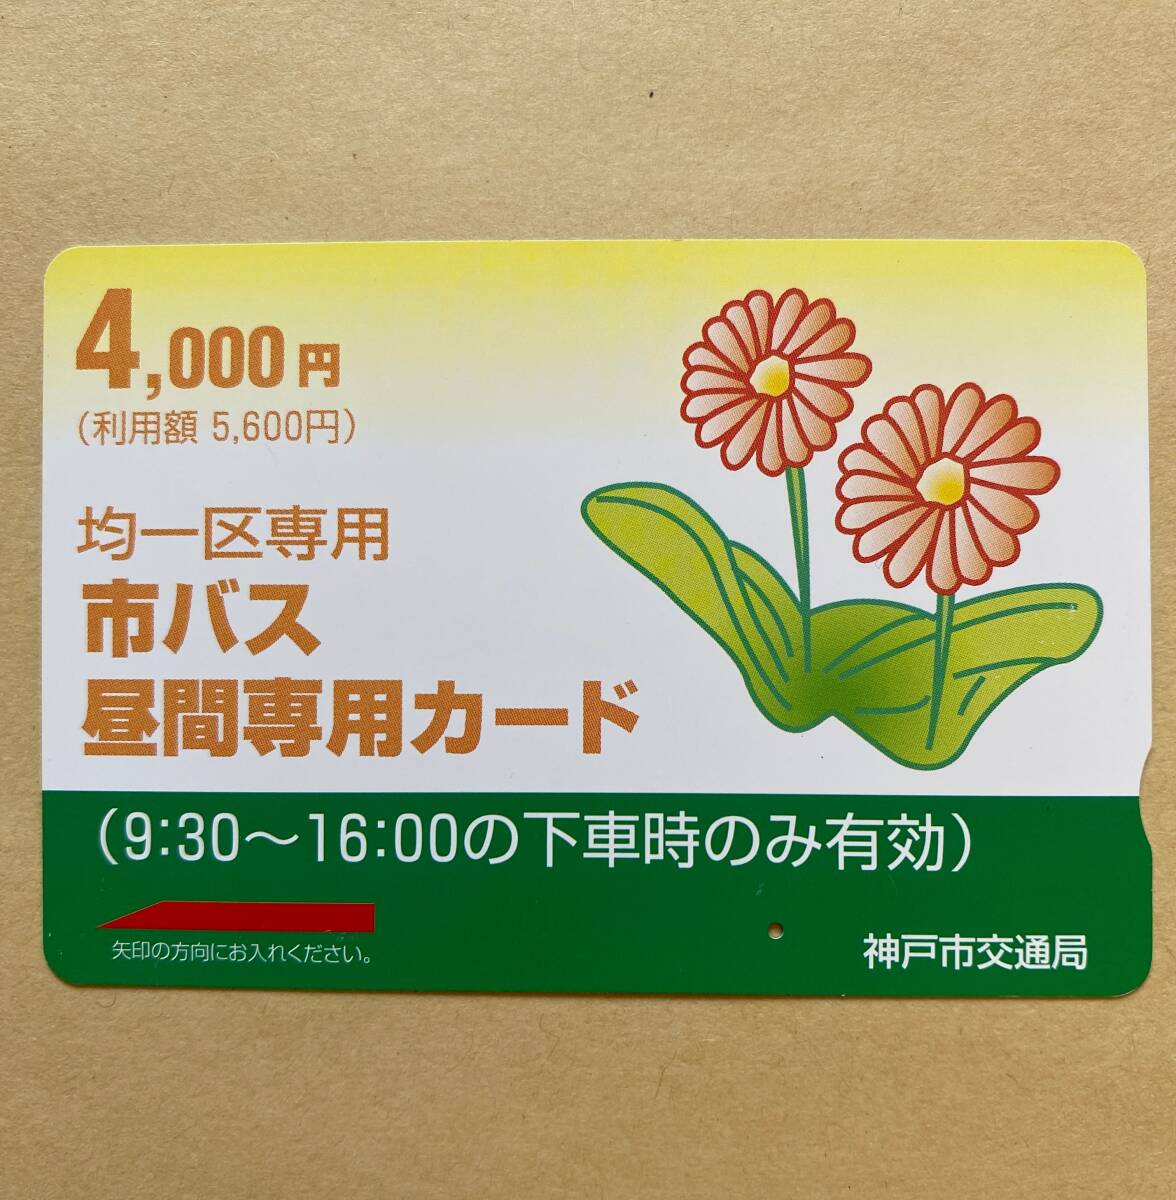 4,000円
(利用額 5,600円)
均一区専用
市バス
昼間専用カード
(9:30〜16:00の下車時のみ有効)
矢印の方向にお入れください。
神戸市交通局